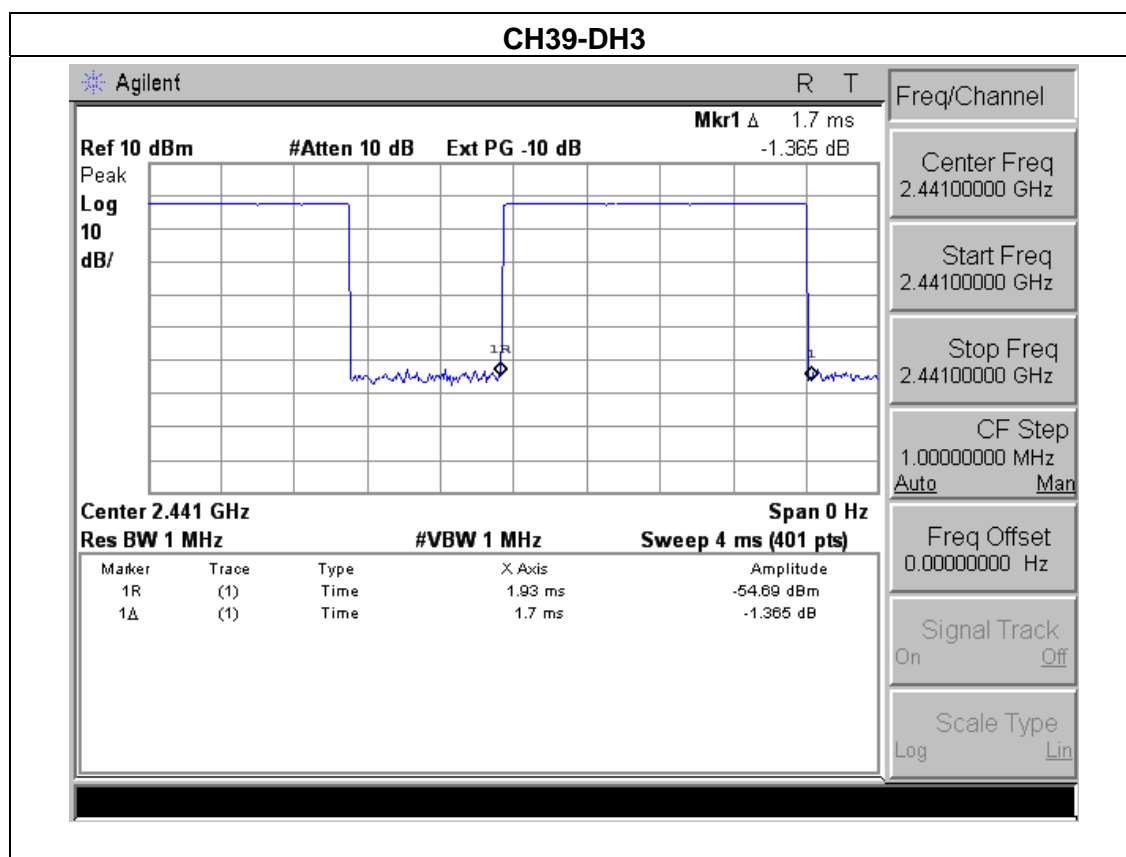 CH39-DH3
Agilent R T
Mkr1 Δ 1.7 ms
Ref 10 dBm #Atten 10 dB Ext PG -10 dB -1.365 dB
Peak
Log
10
dB/
1R
1
Center 2.441 GHz Span 0 Hz
Res BW 1 MHz #VBW 1 MHz Sweep 4 ms (401 pts)
Marker Trace Type X Axis Amplitude
1R (1) Time 1.93 ms -54.69 dBm
1Δ (1) Time 1.7 ms -1.365 dB
Freq/Channel
Center Freq
2.44100000 GHz
Start Freq
2.44100000 GHz
Stop Freq
2.44100000 GHz
CF Step
1.00000000 MHz
Auto Man
Freq Offset
0.00000000 Hz
Signal Track
On Off
Scale Type
Log Lin